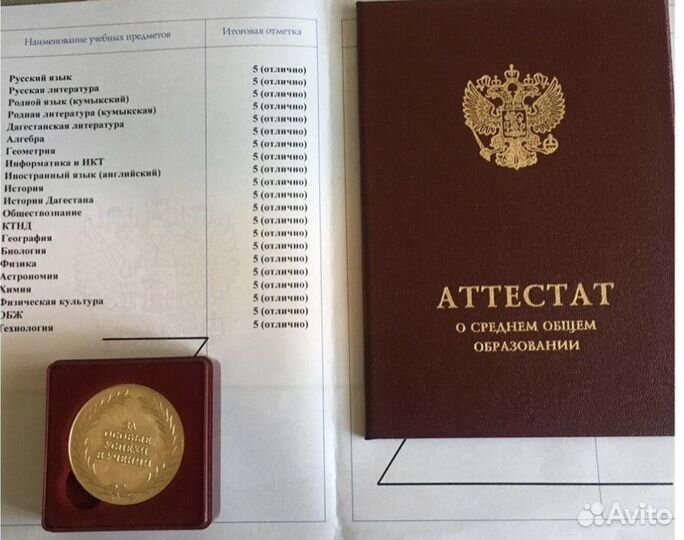 Наименование учебных предметов Итоговая отметка
Русский язык 5 (отлично)
Русская литература 5 (отлично)
Родной язык (кумыкский) 5 (отлично)
Родная литература (кумыкская) 5 (отлично)
Дагестанская литература 5 (отлично)
Алгебра 5 (отлично)
Геометрия 5 (отлично)
Информатика и ИКТ 5 (отлично)
Иностранный язык (английский) 5 (отлично)
История 5 (отлично)
История Дагестана 5 (отлично)
Обществознание 5 (отлично)
КТНД 5 (отлично)
География 5 (отлично)
Биология 5 (отлично)
Физика 5 (отлично)
Астрономия 5 (отлично)
Химия 5 (отлично)
Физическая культура 5 (отлично)
ОБЖ 5 (отлично)
Технология 5 (отлично)
ЗА
ОСОБЫЕ
УСПЕХИ
В УЧЕНИИ
АТТЕСТАТ
О СРЕДНЕМ ОБЩЕМ
ОБРАЗОВАНИИ
Avito